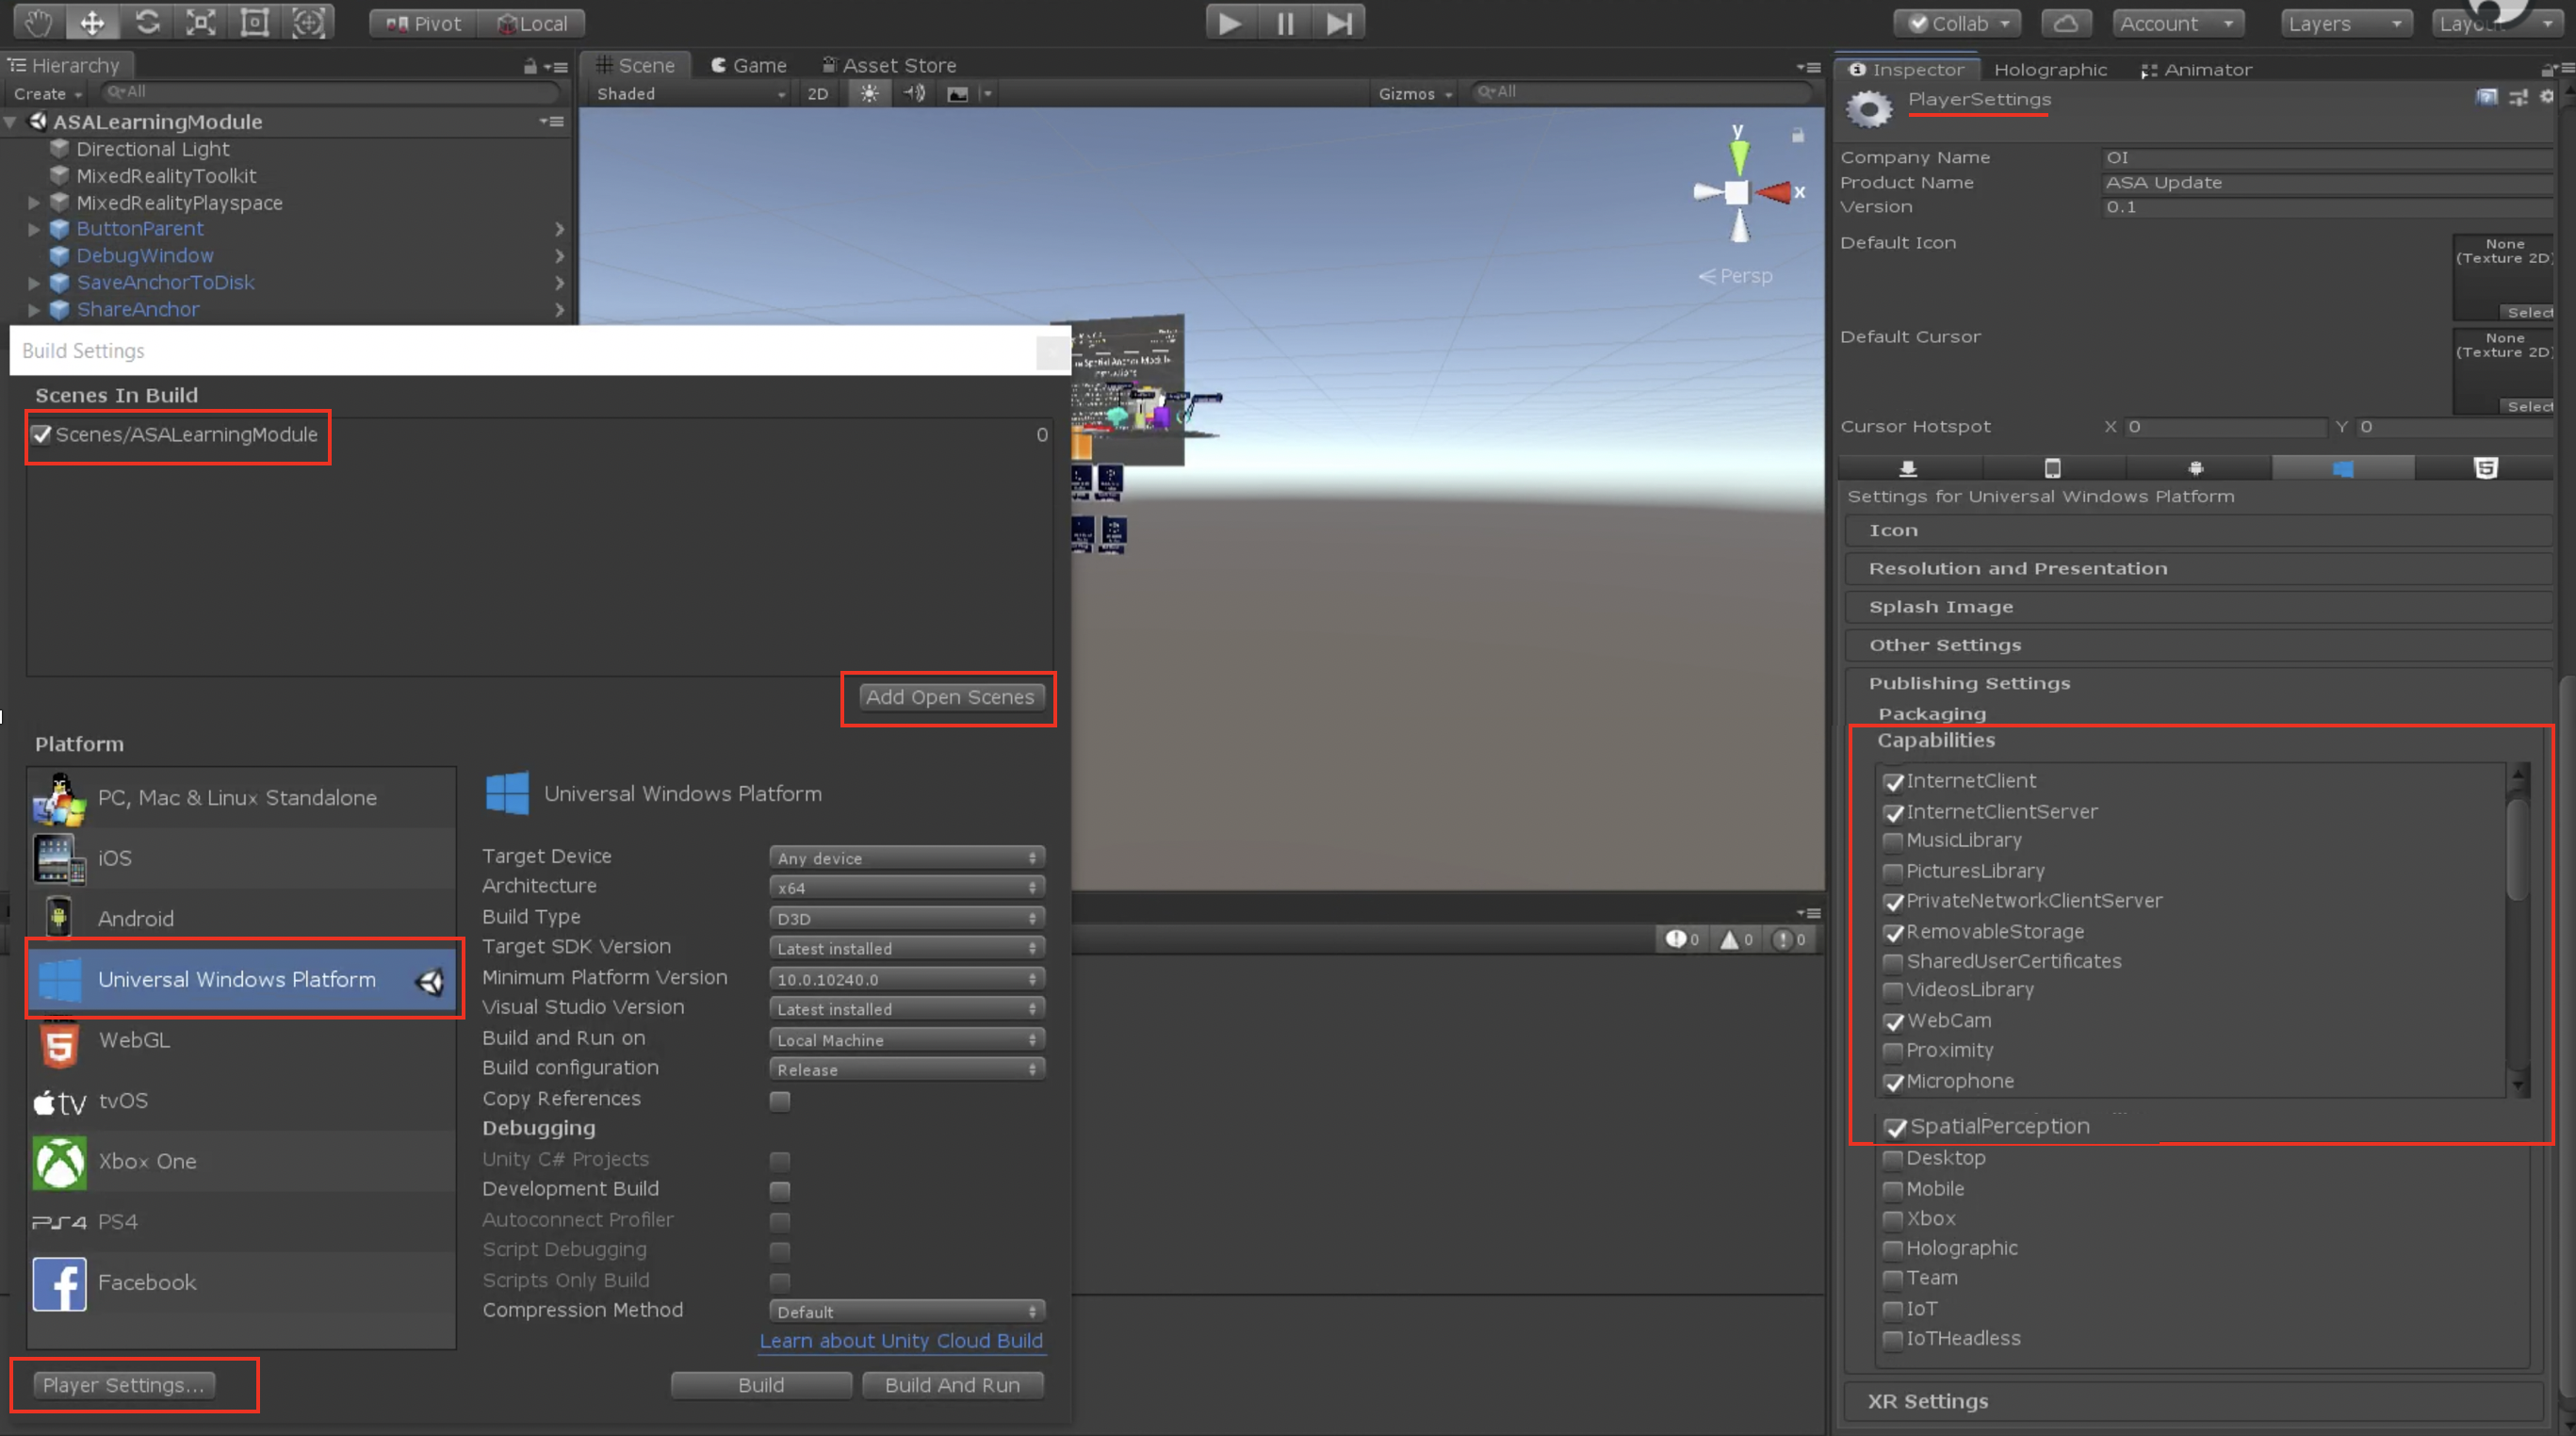 Pivot Local
Collab Account Layers
Hierarchy
Create All
ASALearningModule
Directional Light
MixedRealityToolkit
MixedRealityPlayspace
ButtonParent
DebugWindow
SaveAnchorToDisk
ShareAnchor
Scene Game Asset Store
Shaded 2D Gizmos All
y
x
Persp
Build Settings
Scenes In Build
Scenes/ASALearningModule 0
Add Open Scenes
Platform
PC, Mac & Linux Standalone
iOS
Android
Universal Windows Platform
WebGL
tv tvOS
Xbox One
PS4 PS4
Facebook
Player Settings...
Universal Windows Platform
Target Device Any device
Architecture x64
Build Type D3D
Target SDK Version Latest installed
Minimum Platform Version 10.0.10240.0
Visual Studio Version Latest installed
Build and Run on Local Machine
Build configuration Release
Copy References
Debugging
Unity C# Projects
Development Build
Autoconnect Profiler
Script Debugging
Scripts Only Build
Compression Method Default
Learn about Unity Cloud Build
Build Build And Run
0 0 0
Inspector Holographic Animator
PlayerSettings
Company Name OI
Product Name ASA Update
Version 0.1
Default Icon
None
(Texture 2D)
Select
Default Cursor
None
(Texture 2D)
Select
Cursor Hotspot X 0 Y 0
Settings for Universal Windows Platform
Icon
Resolution and Presentation
Splash Image
Other Settings
Publishing Settings
Packaging
Capabilities
InternetClient
InternetClientServer
MusicLibrary
PicturesLibrary
PrivateNetworkClientServer
RemovableStorage
SharedUserCertificates
VideosLibrary
WebCam
Proximity
Microphone
SpatialPerception
Desktop
Mobile
Xbox
Holographic
Team
IoT
IoTHeadless
XR Settings